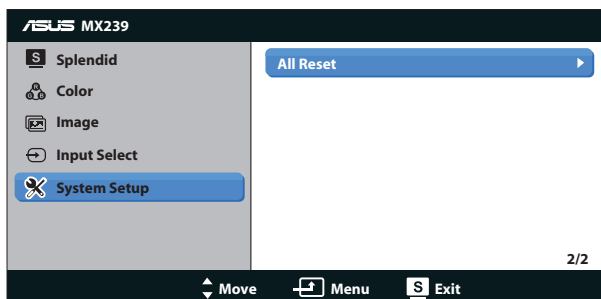 ASUS MX239
S Splendid
Color
Image
Input Select
System Setup
All Reset
2/2
Move Menu S Exit